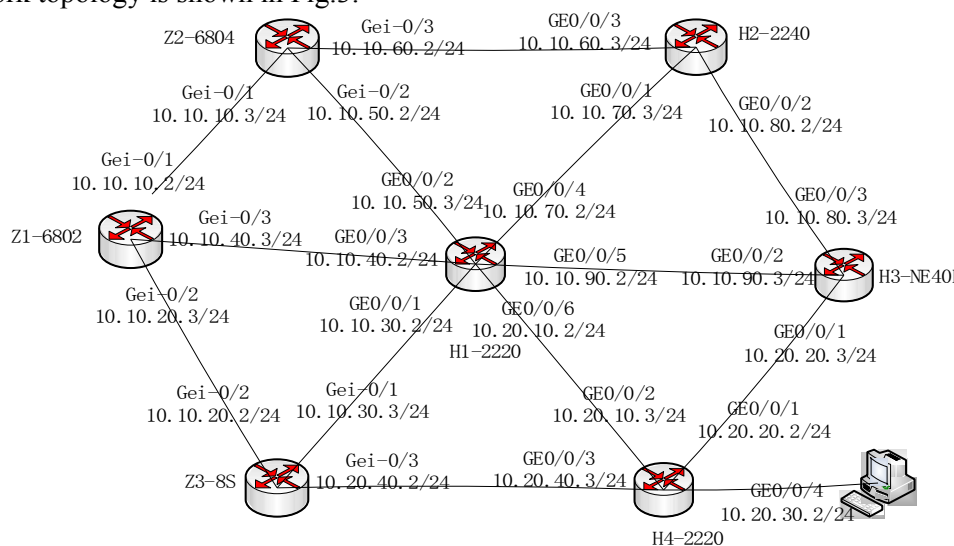 ork topology is shown in Fig.3.
Z2-6804
Gei-0/3
10.10.60.2/24
GE0/0/3
10.10.60.3/24
H2-2240
Gei-0/1
10.10.10.3/24
Gei-0/2
10.10.50.2/24
GE0/0/1
10.10.70.3/24
GE0/0/2
10.10.80.2/24
Gei-0/1
10.10.10.2/24
GE0/0/2
10.10.50.3/24
GE0/0/4
10.10.70.2/24
GE0/0/3
10.10.80.3/24
Z1-6802
Gei-0/3
10.10.40.3/24
GE0/0/3
10.10.40.2/24
GE0/0/5
10.10.90.2/24
GE0/0/2
10.10.90.3/24
H3-NE40
Gei-0/2
10.10.20.3/24
GE0/0/1
10.10.30.2/24
GE0/0/6
10.20.10.2/24
H1-2220
GE0/0/1
10.20.20.3/24
Gei-0/2
10.10.20.2/24
Gei-0/1
10.10.30.3/24
GE0/0/2
10.20.10.3/24
GE0/0/1
10.20.20.2/24
Z3-8S
Gei-0/3
10.20.40.2/24
GE0/0/3
10.20.40.3/24
GE0/0/4
10.20.30.2/24
H4-2220